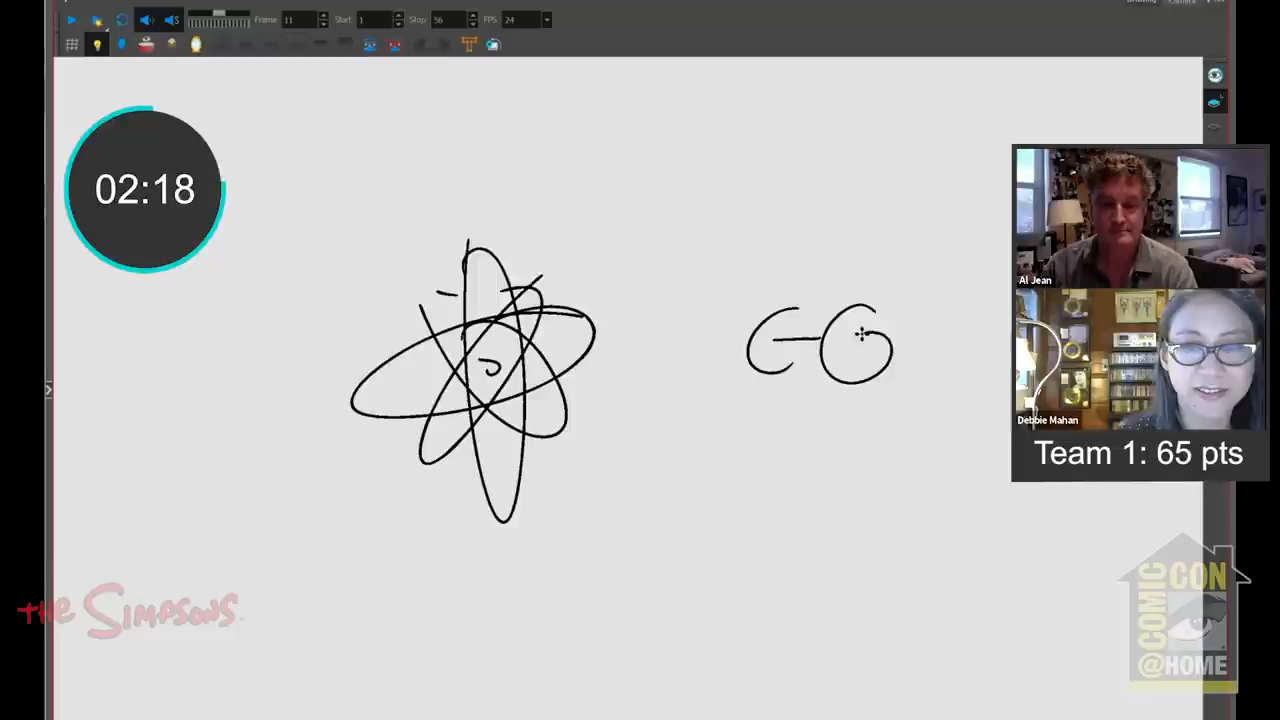 Frame 11 Start 1 Stop 56 FPS 24
02:18
Al Jean
Debbie Mahan
Team 1: 65 pts
THE SIMPSONS
COMIC CON
@HOME